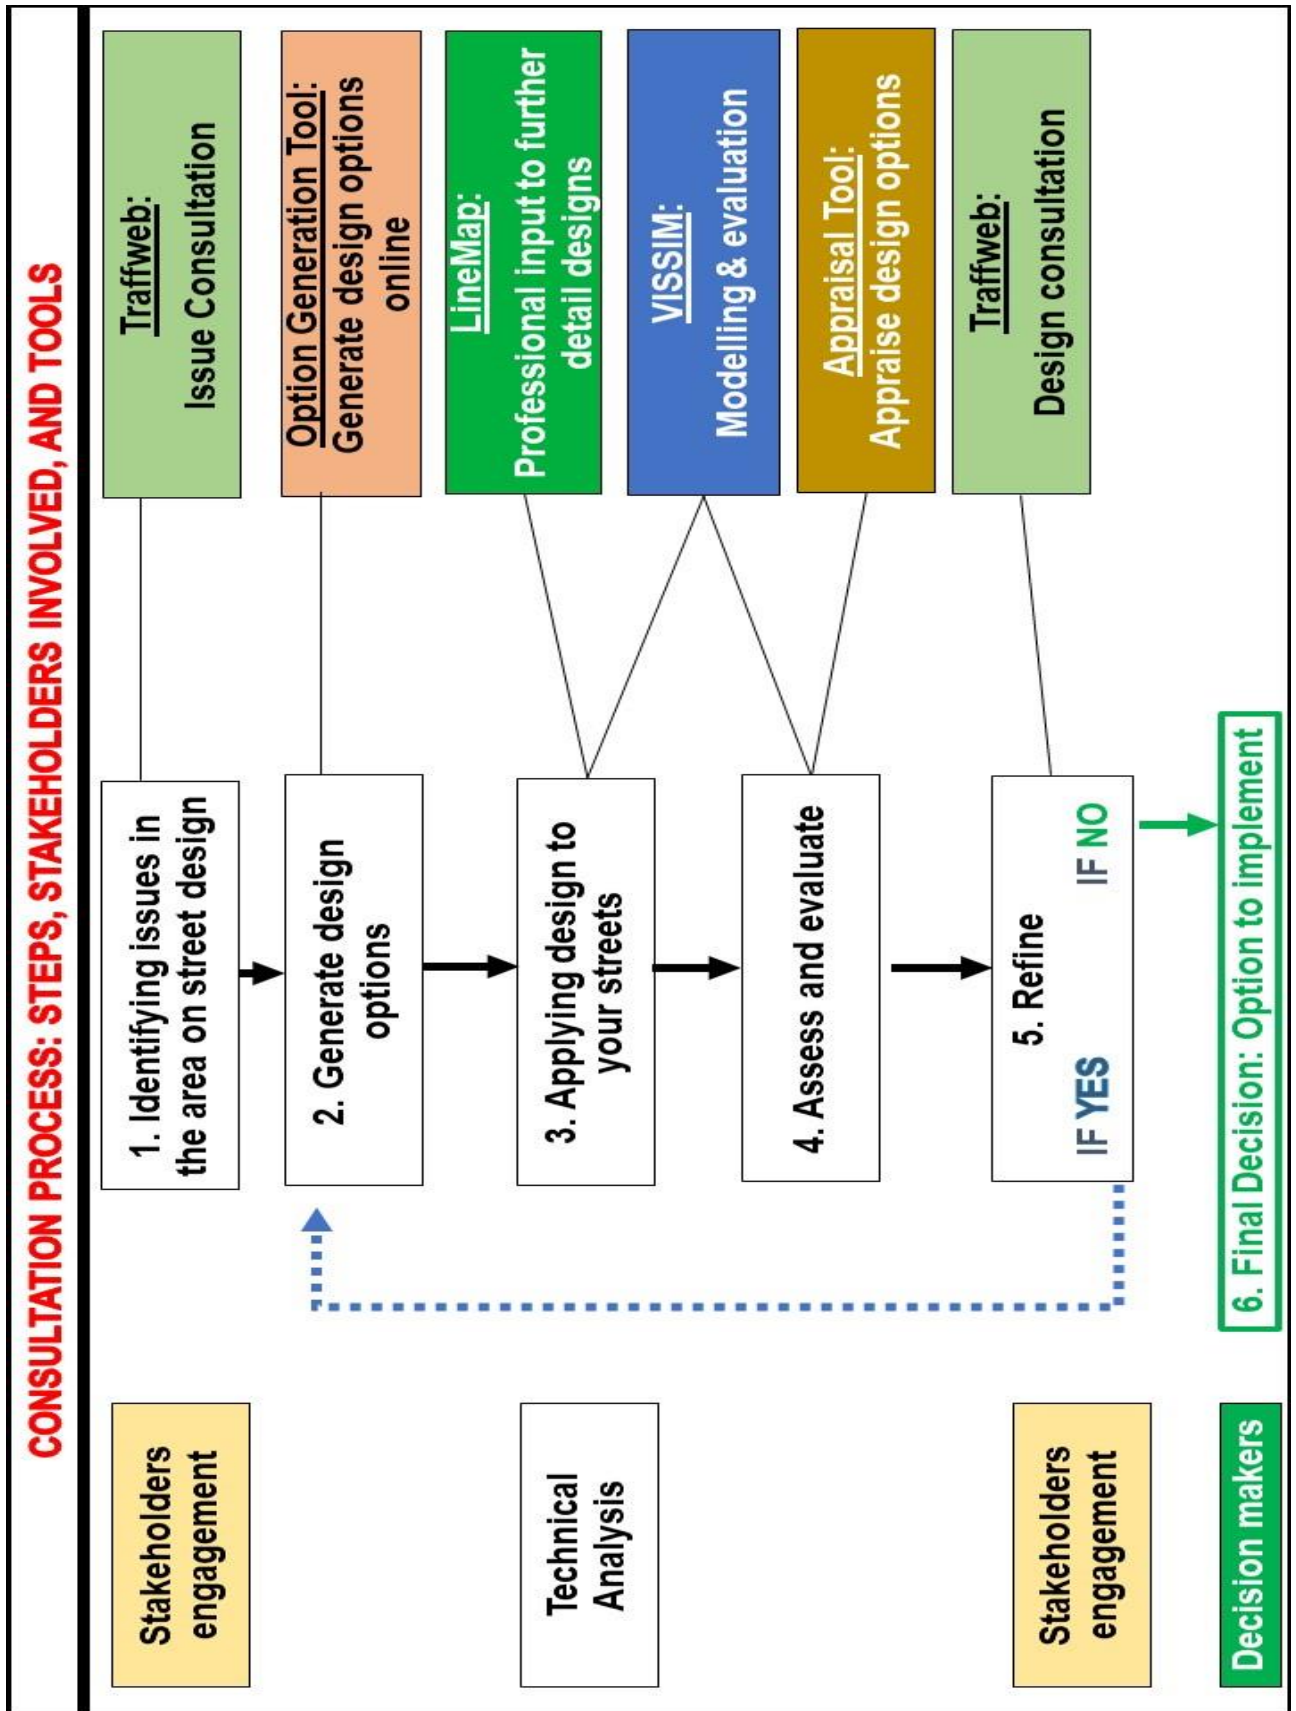 CONSULTATION PROCESS: STEPS, STAKEHOLDERS INVOLVED, AND TOOLS
Stakeholders
engagement
1. Identifying issues in
the area on street design
Traffweb:
Issue Consultation
2. Generate design
options
Option Generation Tool:
Generate design options
online
Technical
Analysis
3. Applying design to
your streets
LineMap:
Professional input to further
detail designs
VISSIM:
Modelling & evaluation
4. Assess and evaluate
Appraisal Tool:
Appraise design options
Stakeholders
engagement
5. Refine
IF YES IF NO
Traffweb:
Design consultation
Decision makers
6. Final Decision: Option to implement